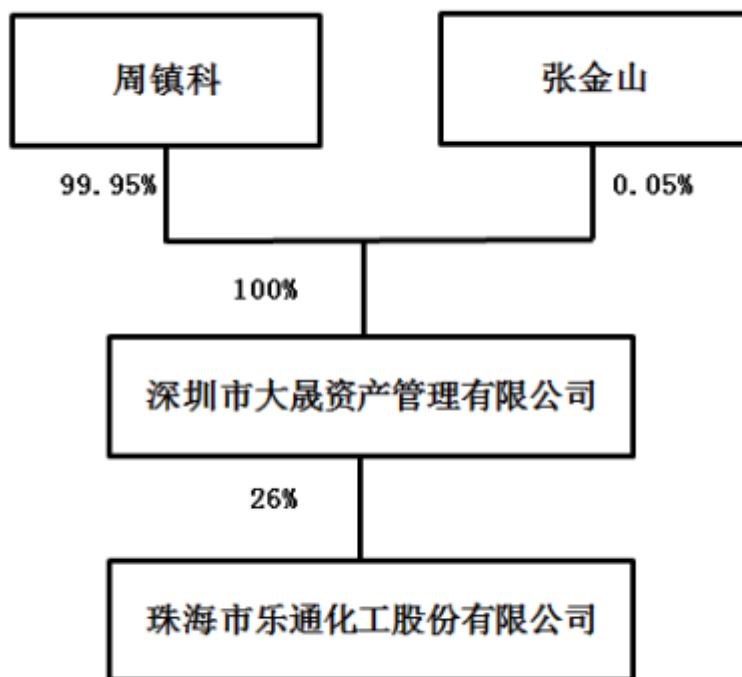 周镇科
张金山
99.95%
0.05%
100%
深圳市大晟资产管理有限公司
26%
珠海市乐通化工股份有限公司